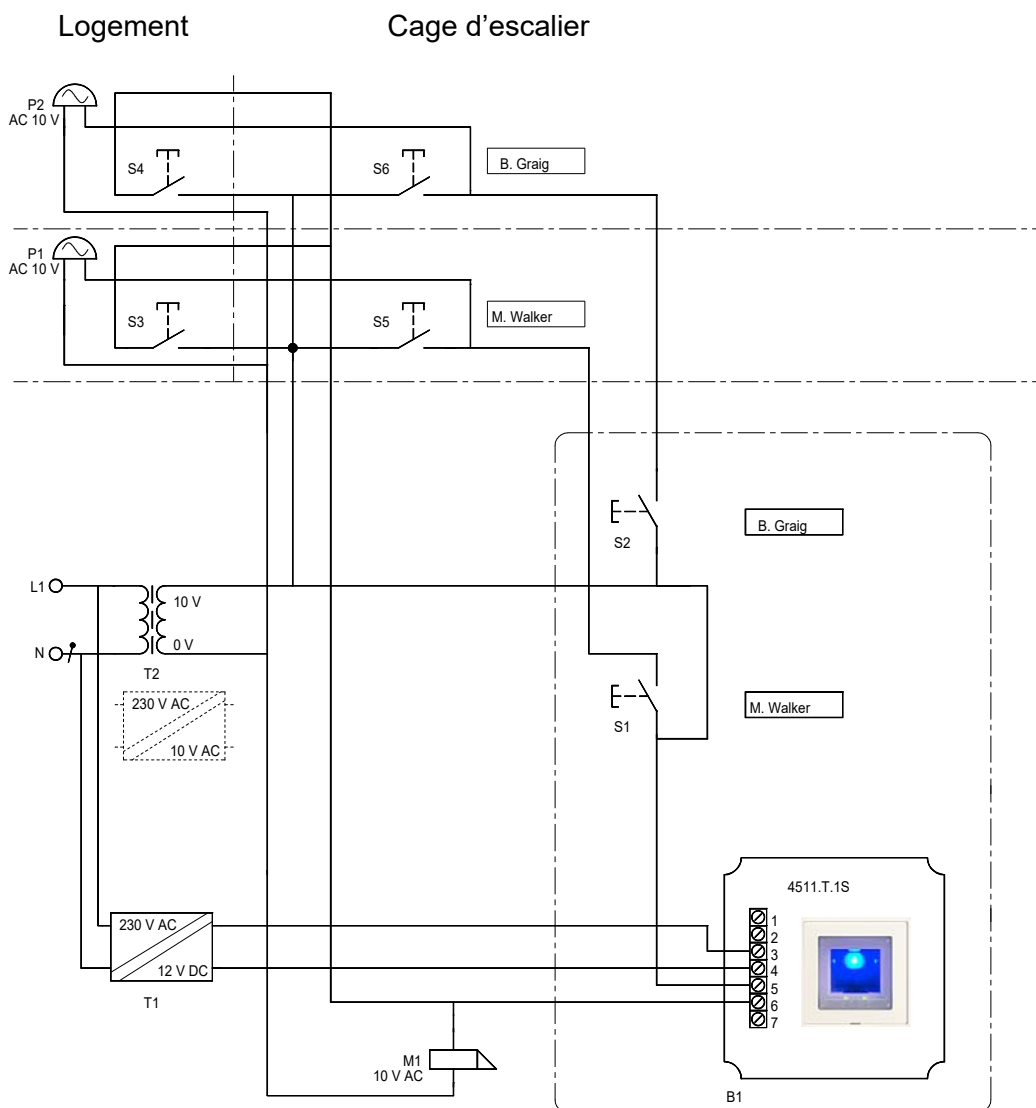 Logement
Cage d’escalier
P2
AC 10 V
S4
S6
B. Graig
P1
AC 10 V
S3
S5
M. Walker
S2
B. Graig
L1
10 V
N
0 V
T2
230 V AC
10 V AC
S1
M. Walker
4511.T.1S
1
2
3
4
5
6
7
230 V AC
12 V DC
T1
M1
10 V AC
B1